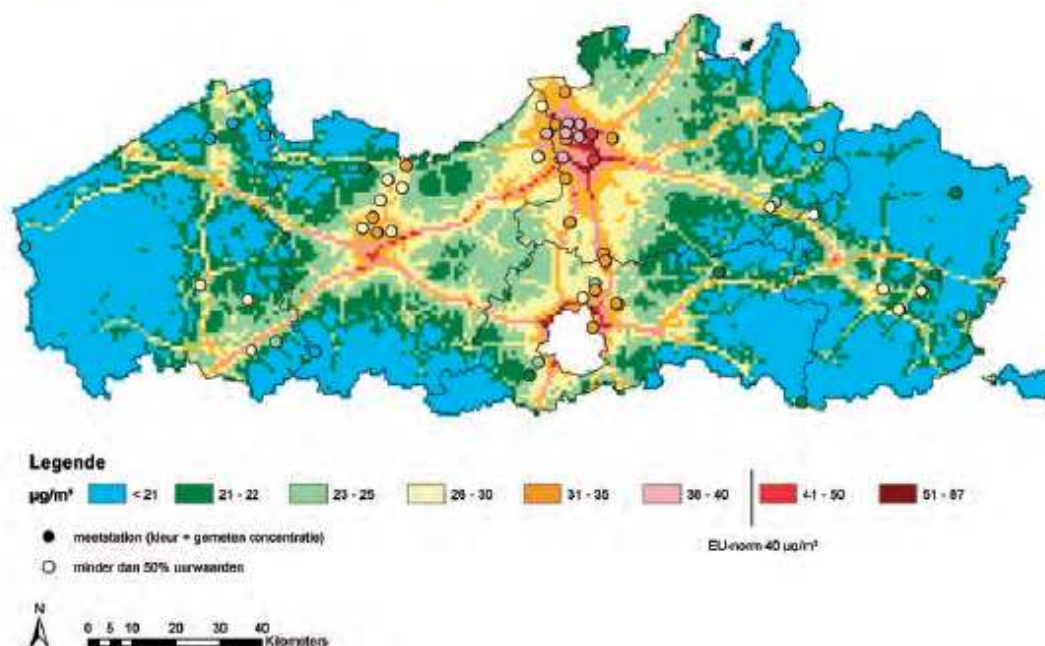 Legende
µg/m³ < 21 21 - 22 23 - 25 26 - 30 31 - 35 36 - 40 41 - 50 51 - 87
meetstation (kleur = gemeten concentratie)
EU-norm 40 µg/m³
minder dan 50% uurwaarden
N
0 5 10 20 30 40
Kilometers